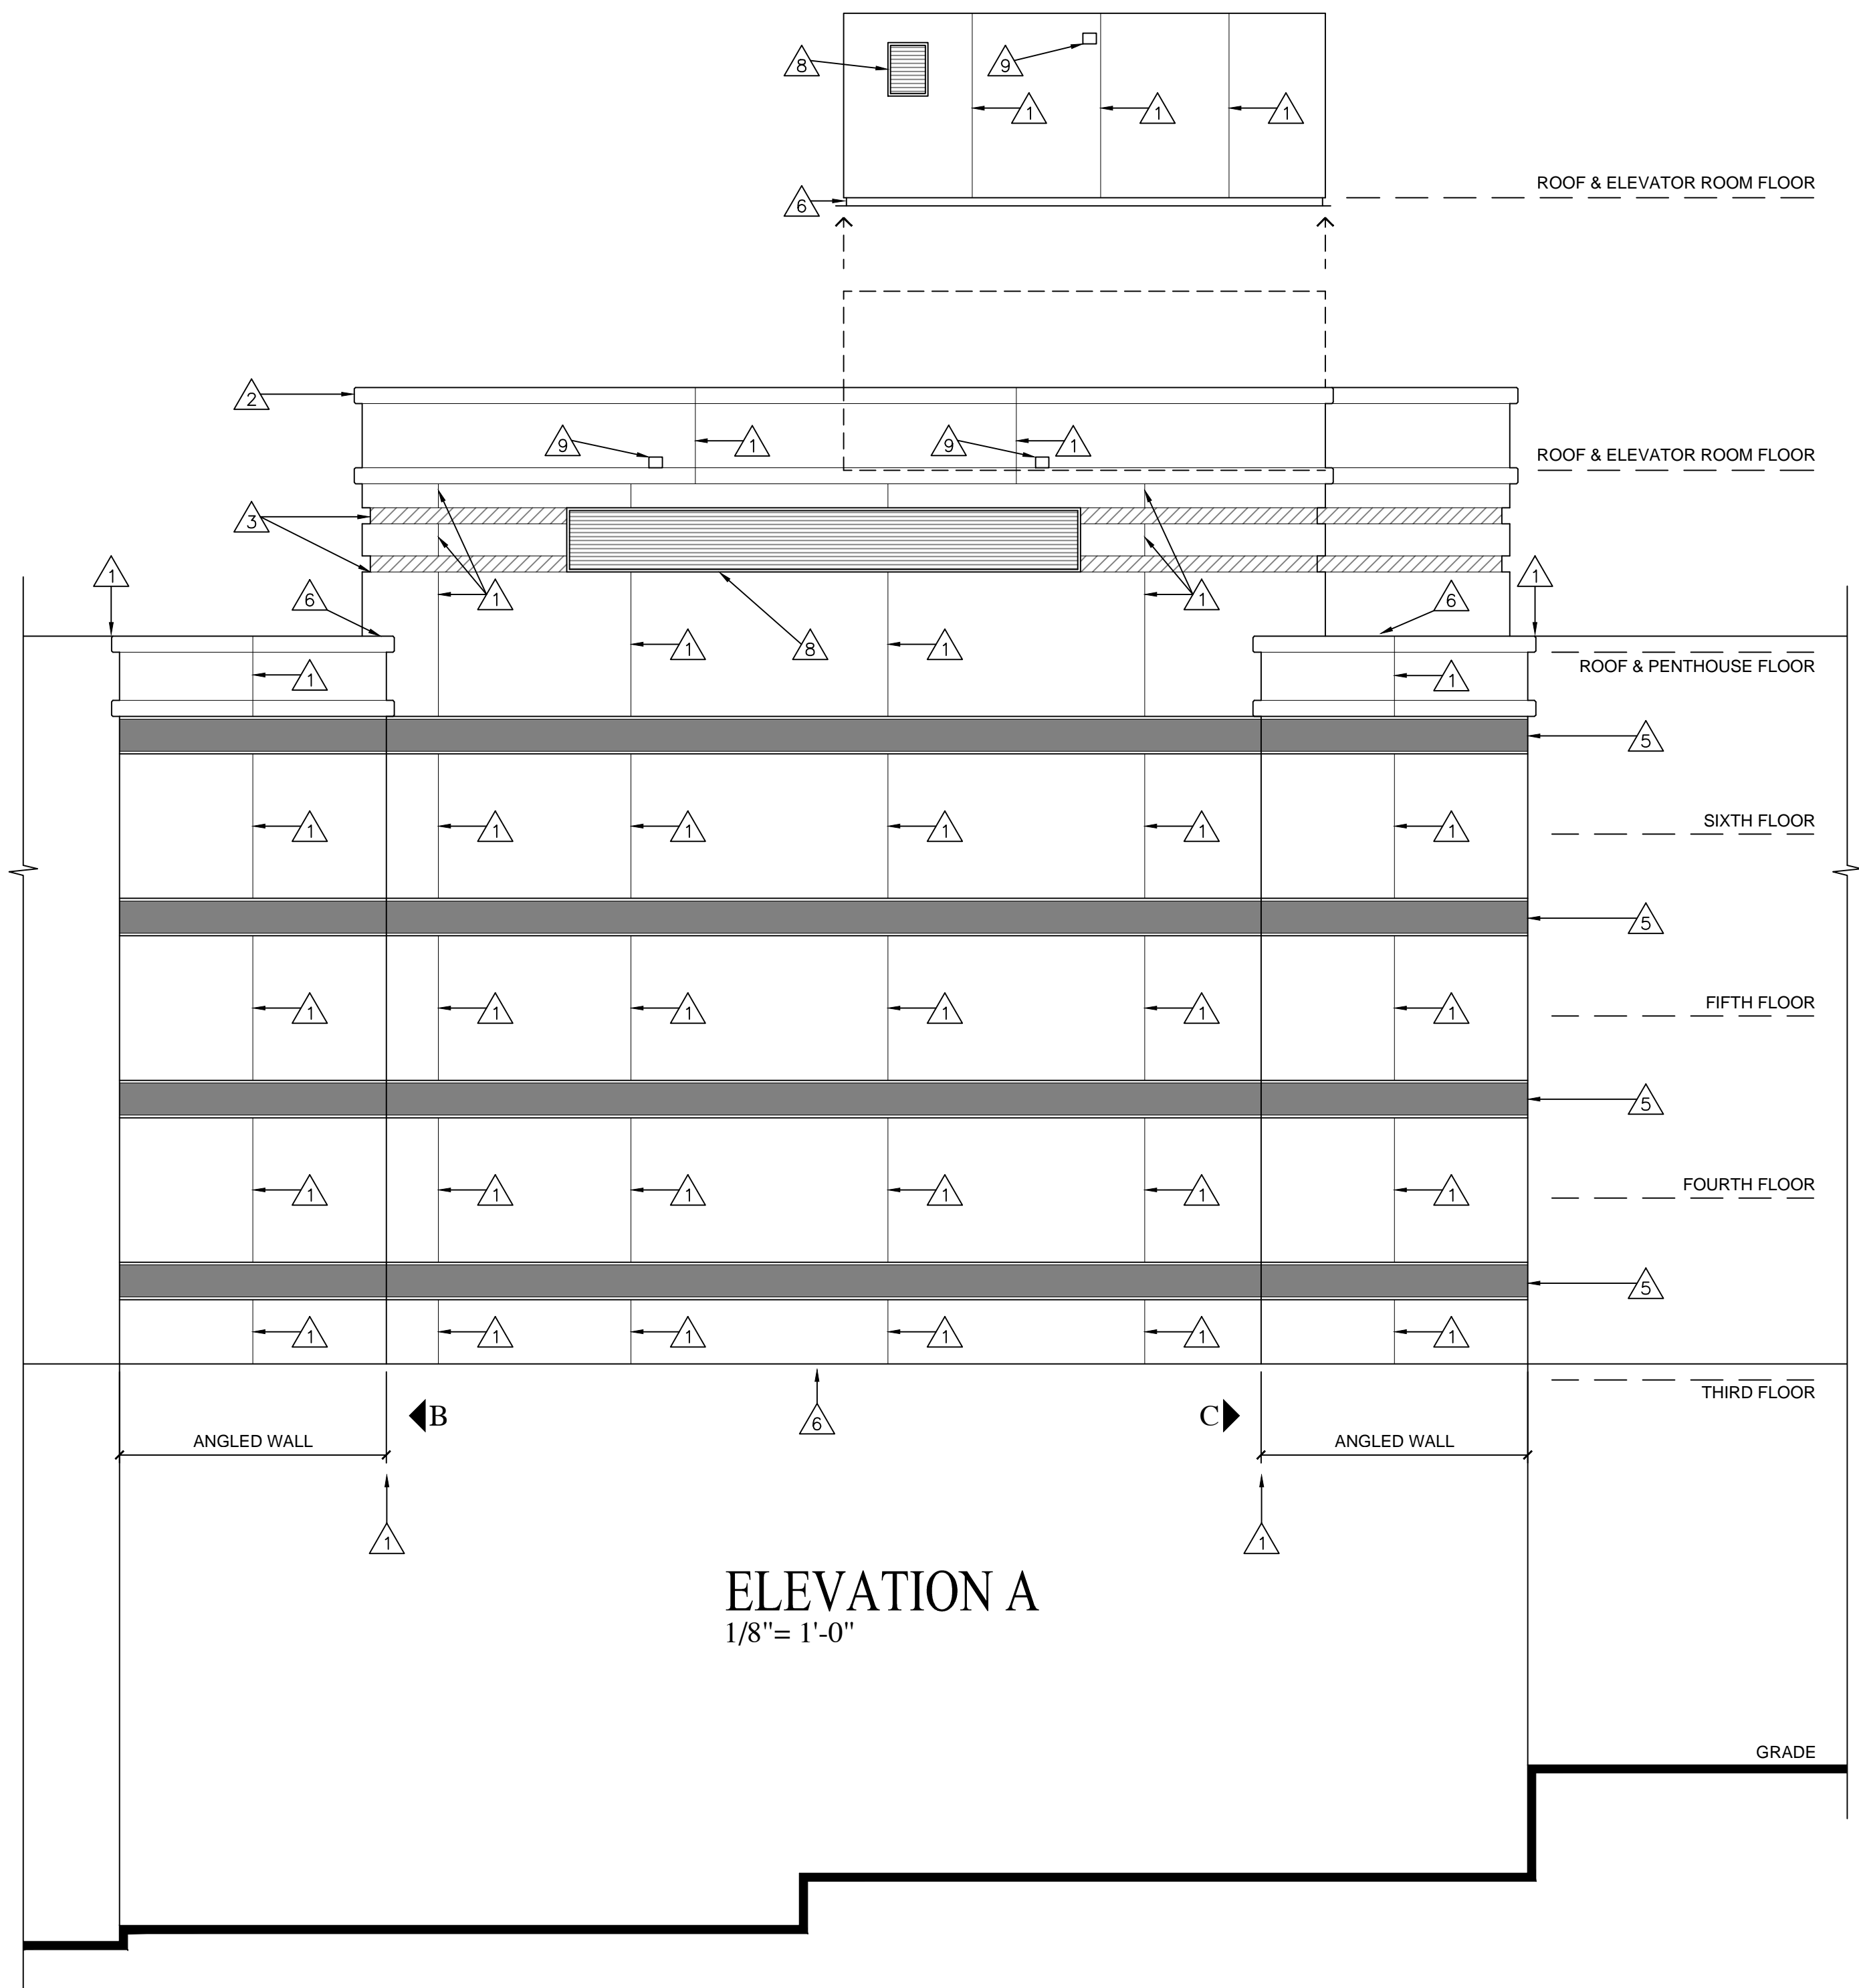 8 9
1 1 1
ROOF & ELEVATOR ROOM FLOOR
6
2
9 1 9 1
ROOF & ELEVATOR ROOM FLOOR
3
1 6 1 1 6 1
1 8 1
ROOF & PENTHOUSE FLOOR
1 1
5
SIXTH FLOOR
1 1 1 1 1 1
5
FIFTH FLOOR
1 1 1 1 1 1
5
FOURTH FLOOR
1 1 1 1 1 1
5
1 1 1 1 1 1
THIRD FLOOR
B 6 C
ANGLED WALL ANGLED WALL
1 1
ELEVATION A
1/8"= 1'-0"
GRADE